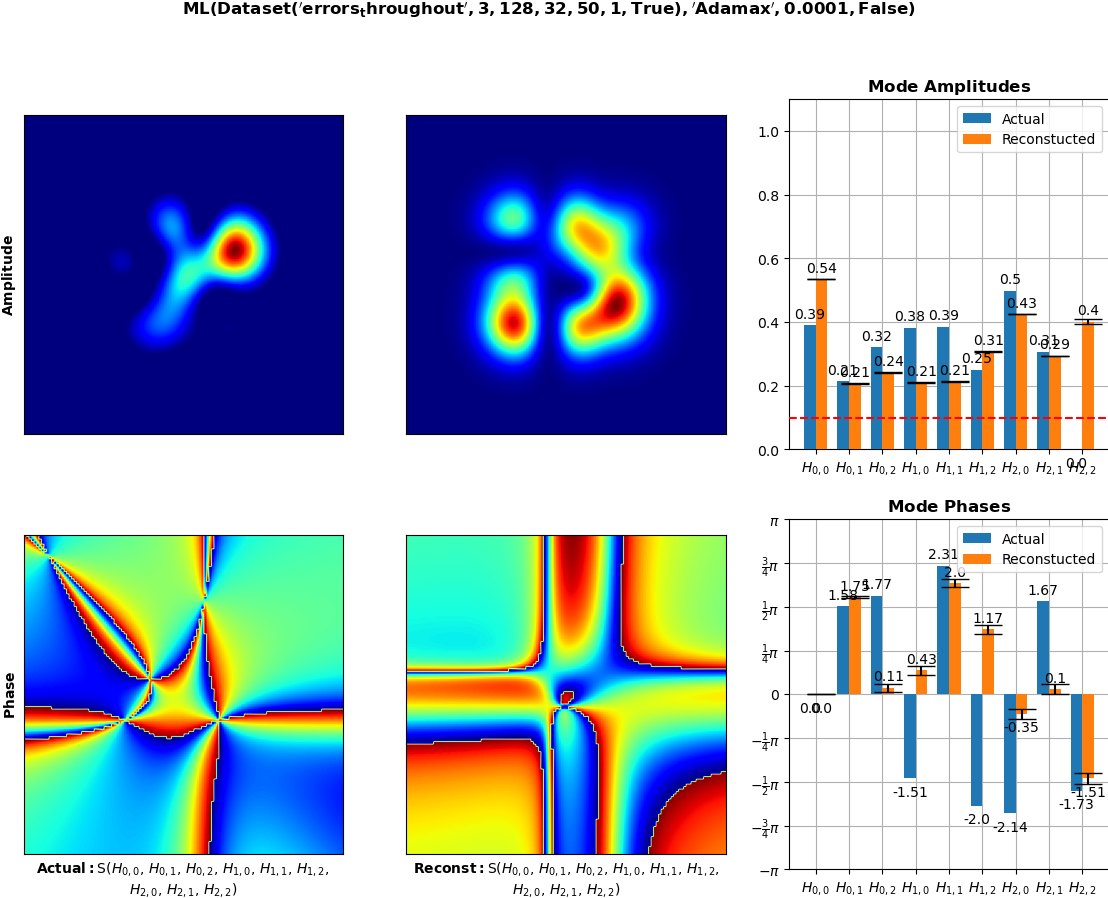 ML(Dataset('errors_throughout', 3, 128, 32, 50, 1, True), 'Adamax', 0.0001, False)
Amplitude
Mode Amplitudes
Actual
Reconstucted
1.0
0.8
0.6
0.4
0.2
0.0
0.39 0.54 0.21 0.21 0.32 0.24 0.38 0.21 0.39 0.21 0.25 0.31 0.5 0.43 0.31 0.29 0.0 0.4
H0,0 H0,1 H0,2 H1,0 H1,1 H1,2 H2,0 H2,1 H2,2
Phase
Actual: S(H0,0, H0,1, H0,2, H1,0, H1,1, H1,2,
H2,0, H2,1, H2,2)
Reconst: S(H0,0, H0,1, H0,2, H1,0, H1,1, H1,2,
H2,0, H2,1, H2,2)
Mode Phases
Actual
Reconstucted
π
3/4π
1/2π
1/4π
0
−1/4π
−1/2π
−3/4π
−π
0.0 0.0 1.58 1.75 1.77 0.11 -1.51 0.43 2.31 2.0 -2.0 1.17 -2.14 -0.35 1.67 0.1 -1.73 -1.51
H0,0 H0,1 H0,2 H1,0 H1,1 H1,2 H2,0 H2,1 H2,2